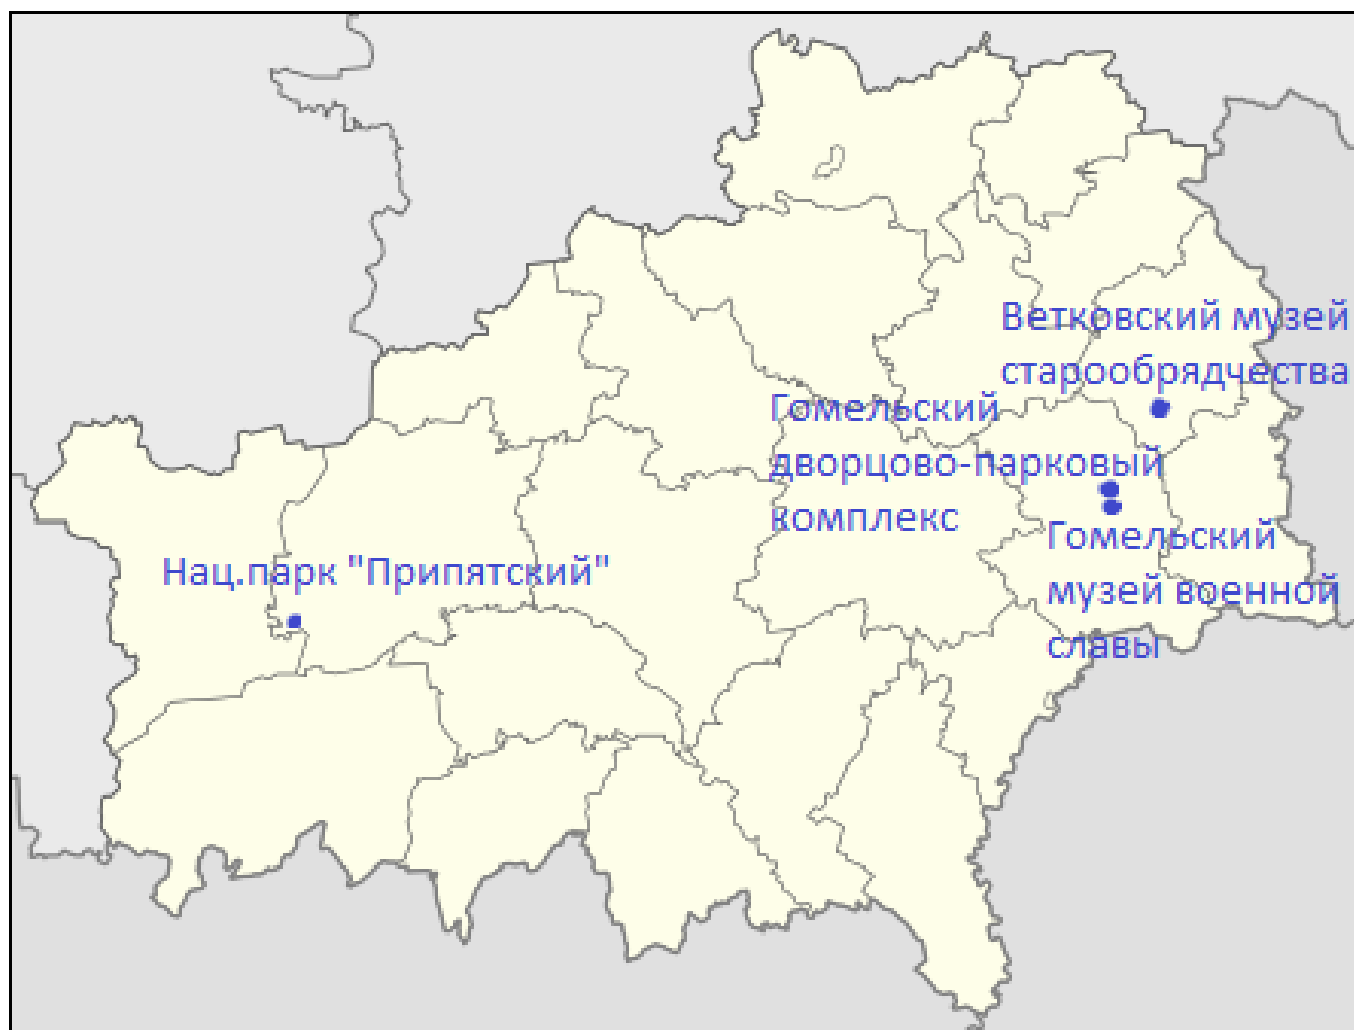 Ветковский музей
старообрядчества
Гомельский
дворцово-парковый
комплекс
Гомельский
музей военной
славы
Нац.парк "Припятский"